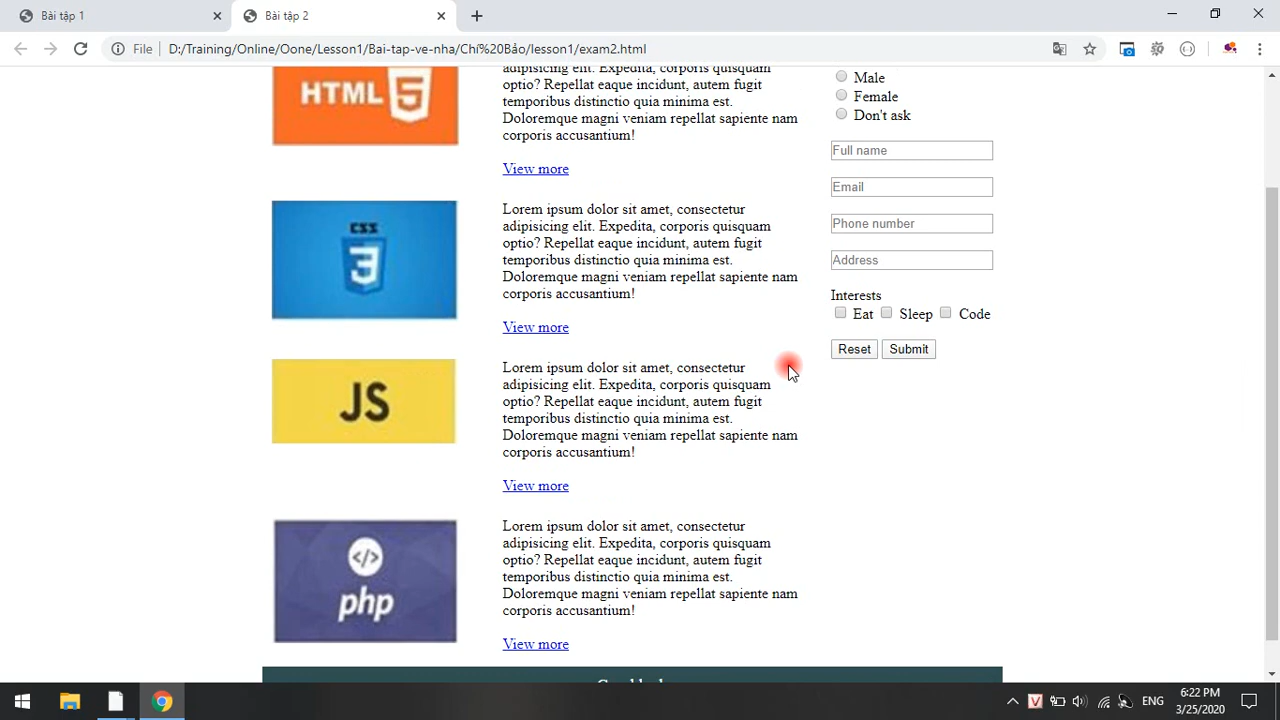 Bài tập 1
Bài tập 2
File
D:/Training/Online/Oone/Lesson1/Bai-tap-ve-nha/Chí%20Bảo/lesson1/exam2.html
HTML 5
adipisicing elit. Expedita, corporis quisquam
optio? Repellat eaque incidunt, autem fugit
temporibus distinctio quia minima est.
Doloremque magni veniam repellat sapiente nam
corporis accusantium!
View more
CSS
3
Lorem ipsum dolor sit amet, consectetur
adipisicing elit. Expedita, corporis quisquam
optio? Repellat eaque incidunt, autem fugit
temporibus distinctio quia minima est.
Doloremque magni veniam repellat sapiente nam
corporis accusantium!
View more
JS
Lorem ipsum dolor sit amet, consectetur
adipisicing elit. Expedita, corporis quisquam
optio? Repellat eaque incidunt, autem fugit
temporibus distinctio quia minima est.
Doloremque magni veniam repellat sapiente nam
corporis accusantium!
View more
</>
php
Lorem ipsum dolor sit amet, consectetur
adipisicing elit. Expedita, corporis quisquam
optio? Repellat eaque incidunt, autem fugit
temporibus distinctio quia minima est.
Doloremque magni veniam repellat sapiente nam
corporis accusantium!
View more
Male
Female
Don't ask
Full name
Email
Phone number
Address
Interests
Eat Sleep Code
Reset Submit
V
ENG
6:22 PM
3/25/2020